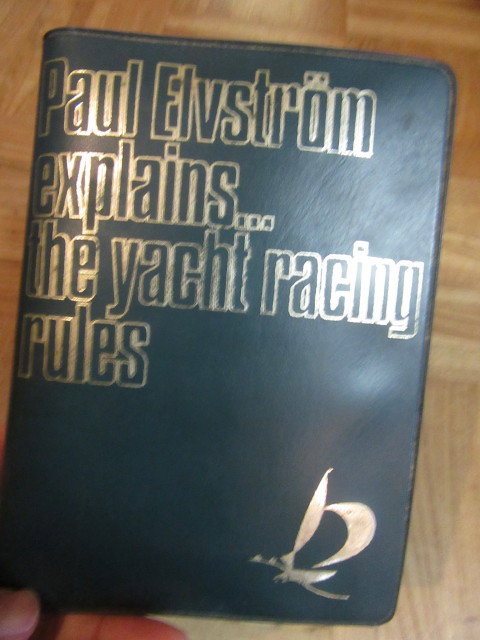 Paul Elvström
explains...
the yacht racing
rules